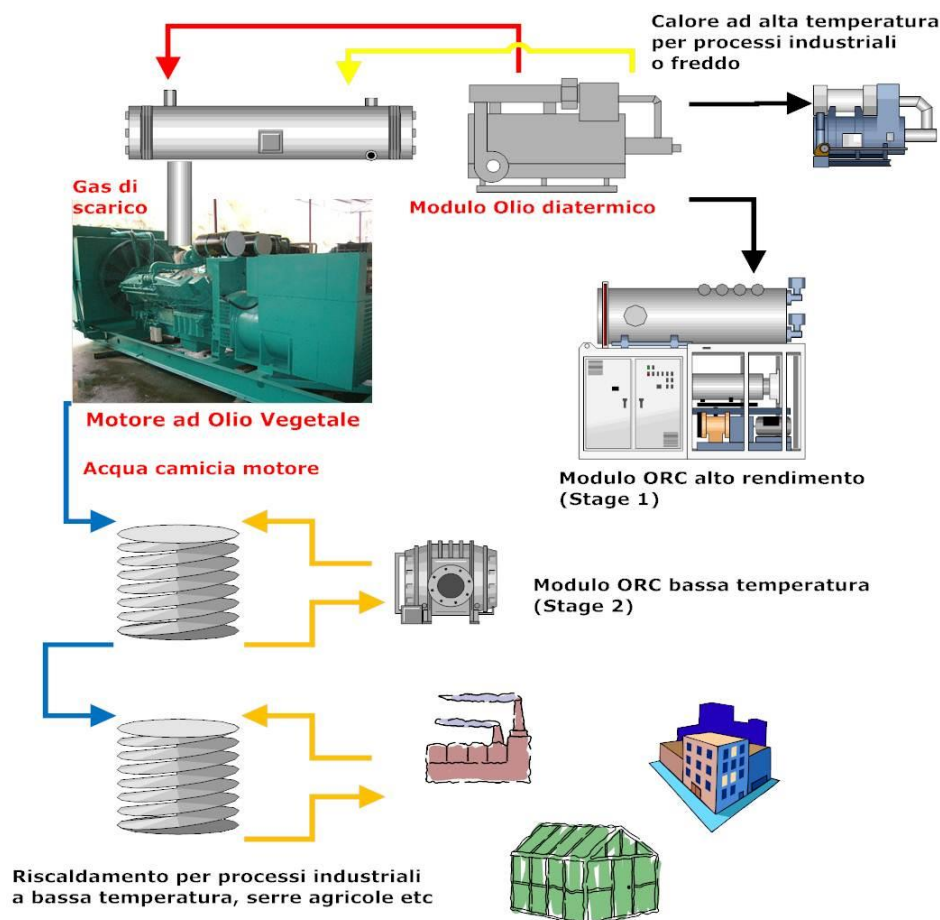 Calore ad alta temperatura
per processi industriali
o freddo
Gas di
scarico
Modulo Olio diatermico
Motore ad Olio Vegetale
Acqua camicia motore
Modulo ORC alto rendimento
(Stage 1)
Modulo ORC bassa temperatura
(Stage 2)
Riscaldamento per processi industriali
a bassa temperatura, serre agricole etc